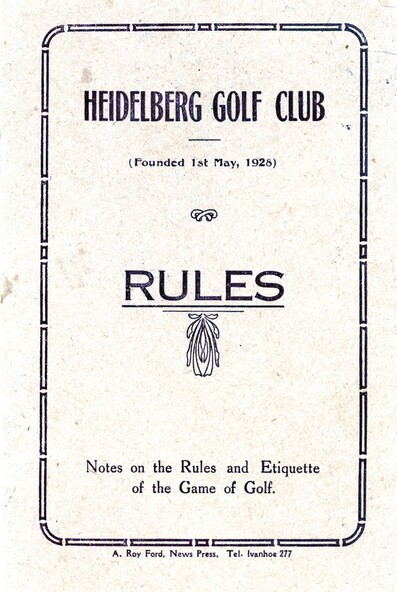 HEIDELBERG GOLF CLUB
(Founded 1st May, 1928)
RULES
Notes on the Rules and Etiquette
of the Game of Golf.
A. Roy Ford, News Press, Tel. Ivanhoe 277